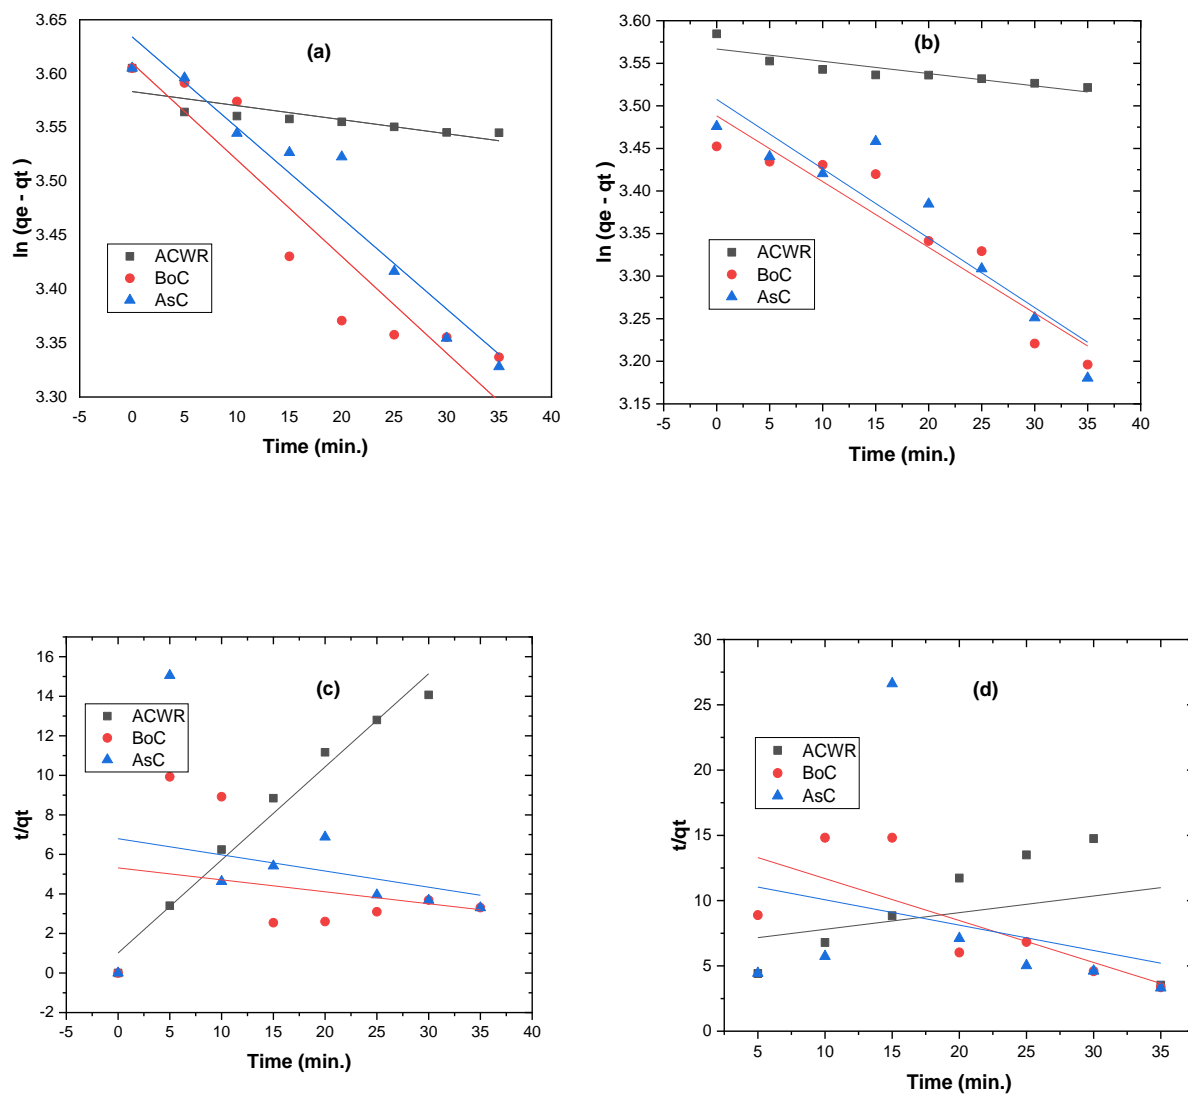 (a)
ln (qe - qt)
3.65
3.60
3.55
3.50
3.45
3.40
3.35
3.30
ACWR
BoC
AsC
-5 0 5 10 15 20 25 30 35 40
Time (min.)
(b)
ln (qe - qt)
3.60
3.55
3.50
3.45
3.40
3.35
3.30
3.25
3.20
3.15
ACWR
BoC
AsC
-5 0 5 10 15 20 25 30 35 40
Time (min.)
(c)
t/qt
16
14
12
10
8
6
4
2
0
-2
ACWR
BoC
AsC
-5 0 5 10 15 20 25 30 35 40
Time (min.)
(d)
t/qt
30
25
20
15
10
5
0
ACWR
BoC
AsC
5 10 15 20 25 30 35
Time (min.)